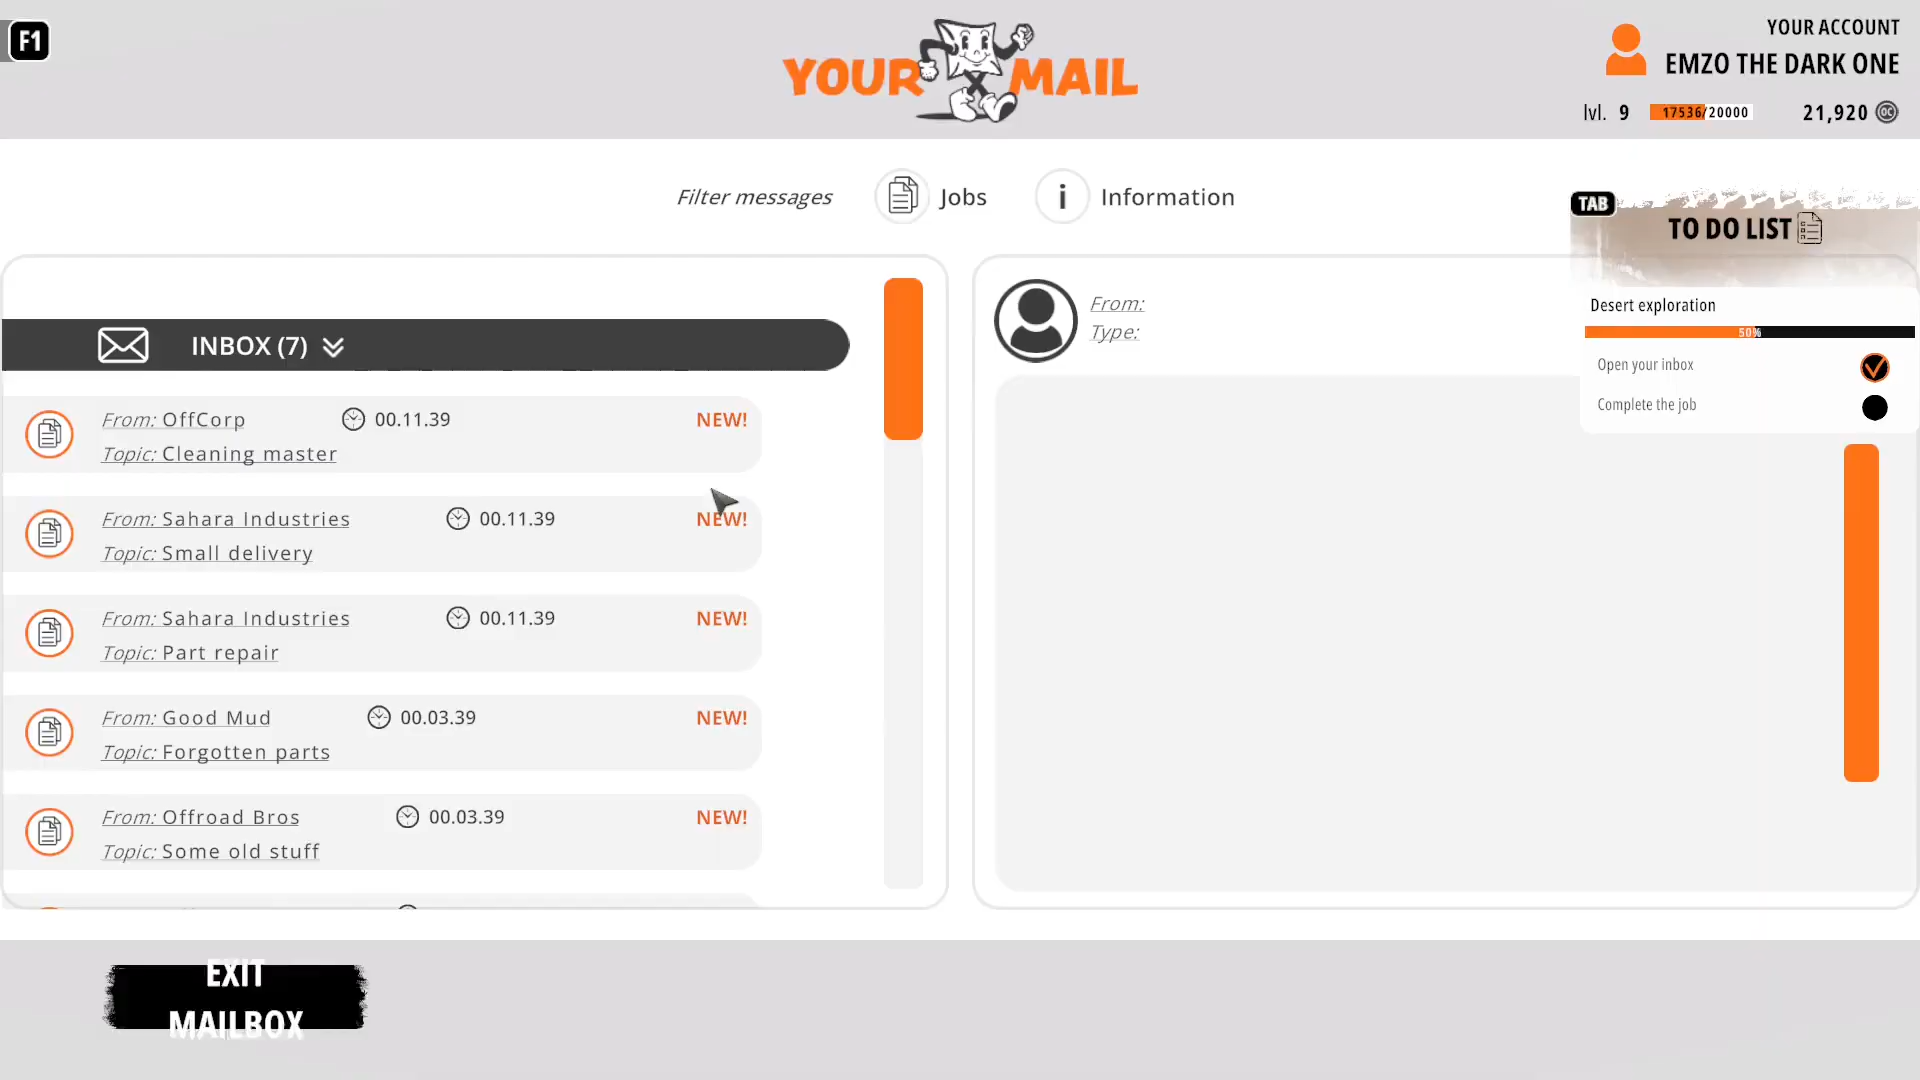 F1
YOUR MAIL
YOUR ACCOUNT
EMZO THE DARK ONE
lvl. 9 17536/20000 21,920 OC
Filter messages Jobs i Information
TAB
TO DO LIST
Desert exploration
50%
Open your inbox
Complete the job
INBOX (7)
From: OffCorp 00.11.39 NEW!
Topic: Cleaning master
From: Sahara Industries 00.11.39 NEW!
Topic: Small delivery
From: Sahara Industries 00.11.39 NEW!
Topic: Part repair
From: Good Mud 00.03.39 NEW!
Topic: Forgotten parts
From: Offroad Bros 00.03.39 NEW!
Topic: Some old stuff
From:
Type:
EXIT
MAILBOX